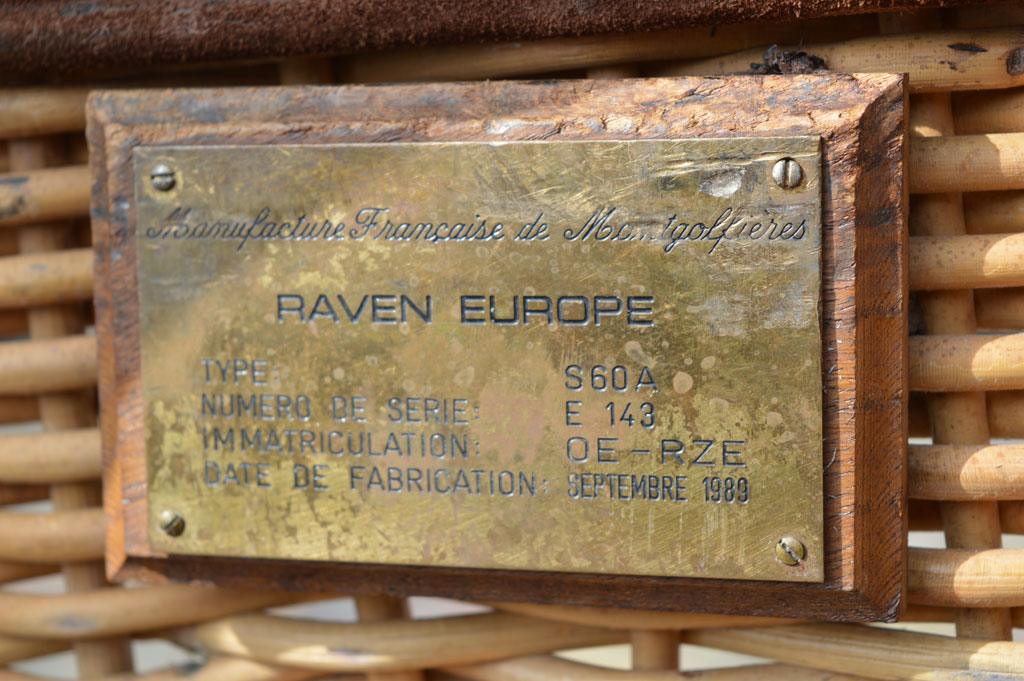 Manufacture Française de Montgolfières
RAVEN EUROPE
TYPE: S60A
NUMERO DE SERIE: E 143
IMMATRICULATION: OE-RZE
DATE DE FABRICATION: SEPTEMBRE 1989